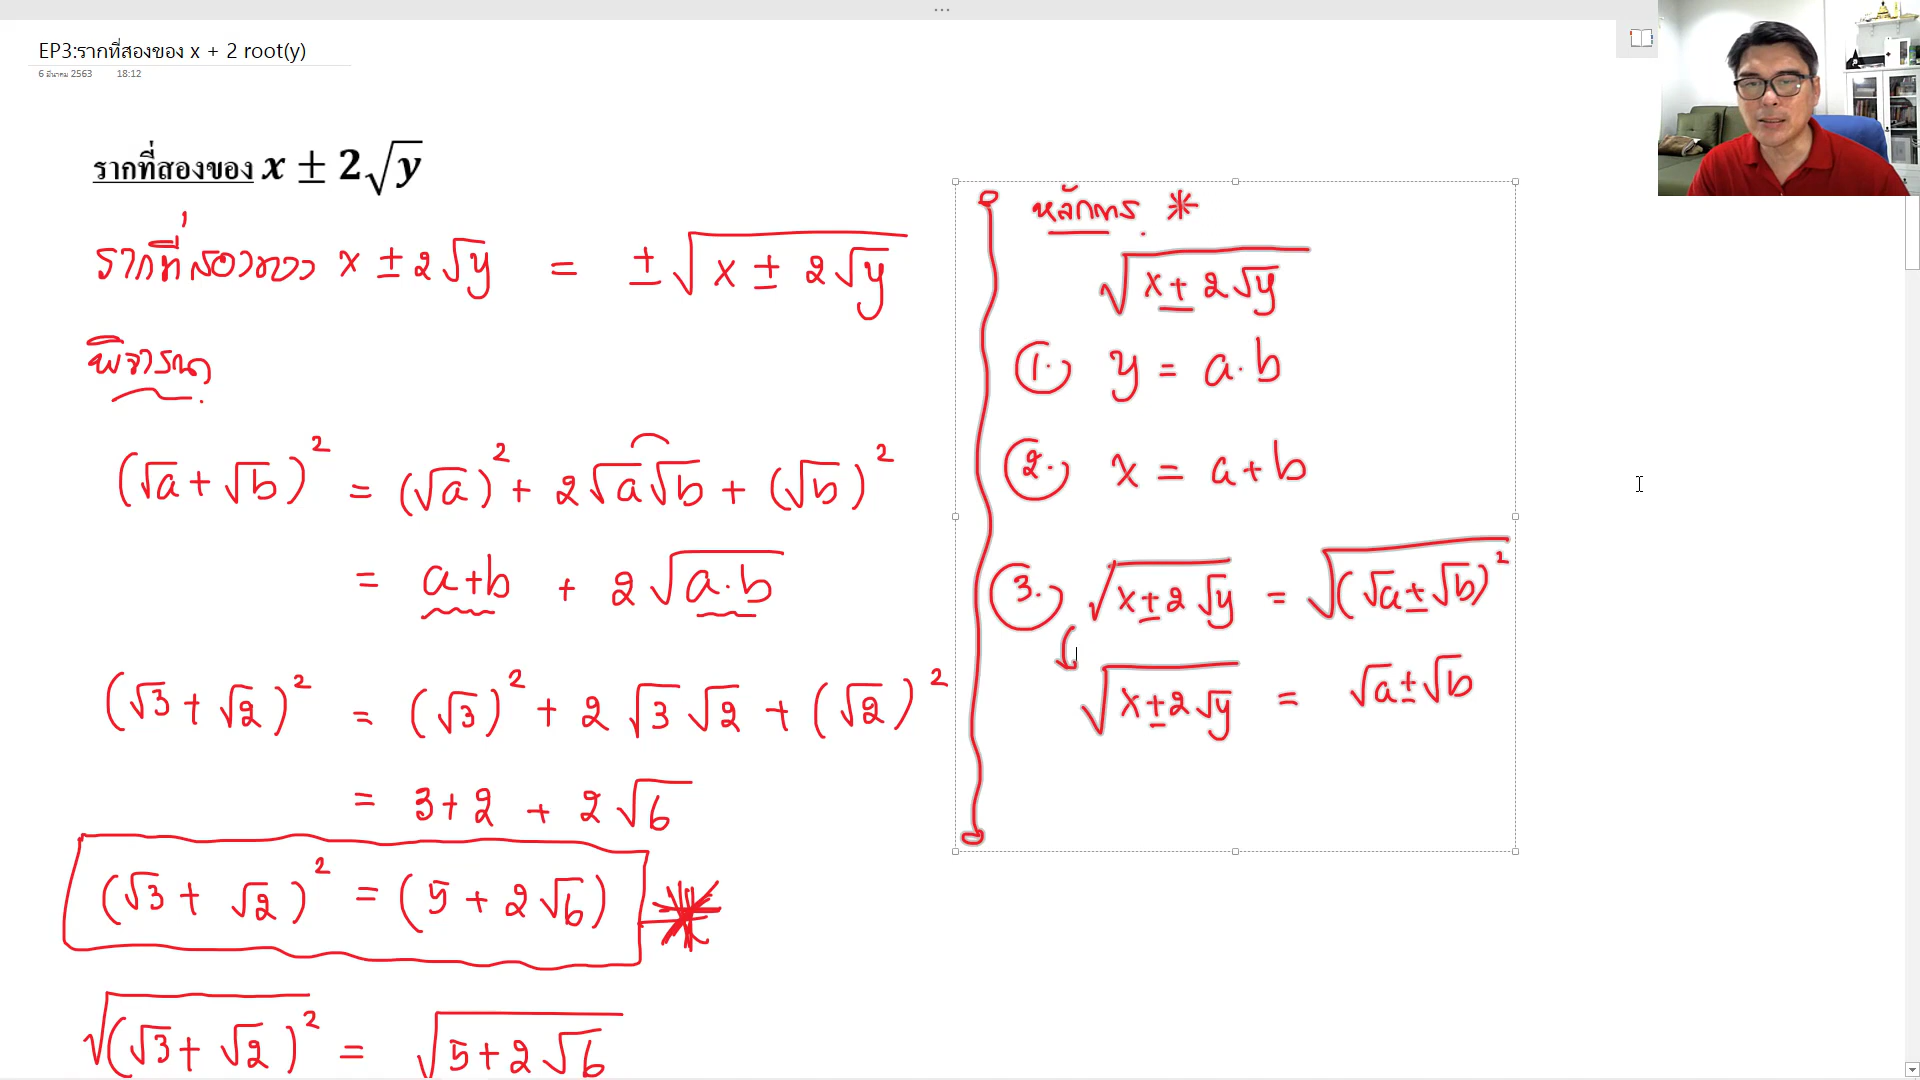 EP3:รากที่สองของ x + 2 root(y)
6 มีนาคม 2563 18:12
รากที่สองของ x ± 2√y
รากที่สองของ x ± 2√y = ±√(x ± 2√y)
พิจารณา
(√a + √b)² = (√a)² + 2√a√b + (√b)²
= a+b + 2√(a·b)
(√3 + √2)² = (√3)² + 2√3√2 + (√2)²
= 3+2 + 2√6
(√3 + √2)² = (5 + 2√6)
√(√3 + √2)² = √(5+2√6)
หลักการ *
√(x ± 2√y)
1. y = a·b
2. x = a+b
3. √(x±2√y) = √(√a±√b)²
√(x±2√y) = √a±√b